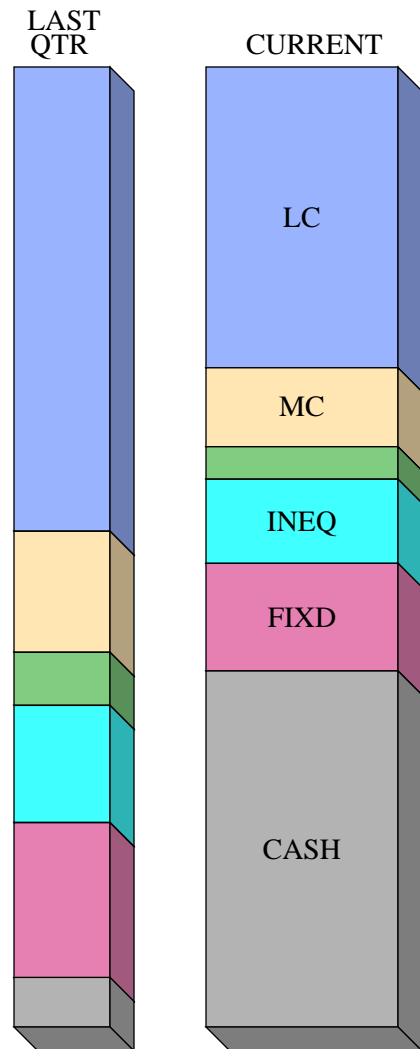 LAST
QTR
CURRENT
LC
MC
INEQ
FIXD
CASH